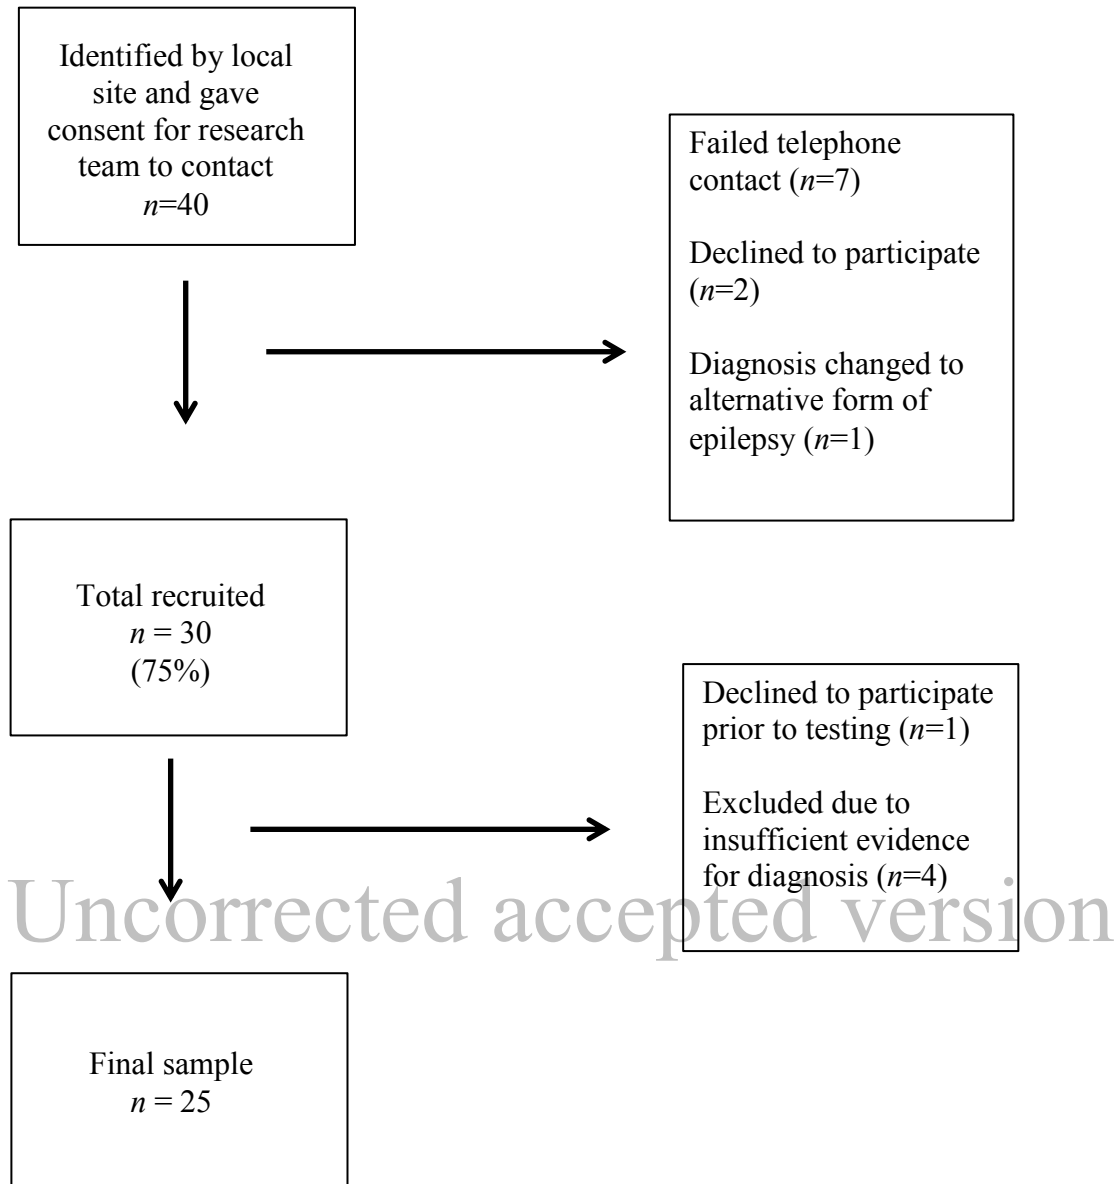 Identified by local
site and gave
consent for research
team to contact
n=40
Failed telephone
contact (n=7)
Declined to participate
(n=2)
Diagnosis changed to
alternative form of
epilepsy (n=1)
Total recruited
n = 30
(75%)
Declined to participate
prior to testing (n=1)
Excluded due to
insufficient evidence
for diagnosis (n=4)
Uncorrected accepted version
Final sample
n = 25